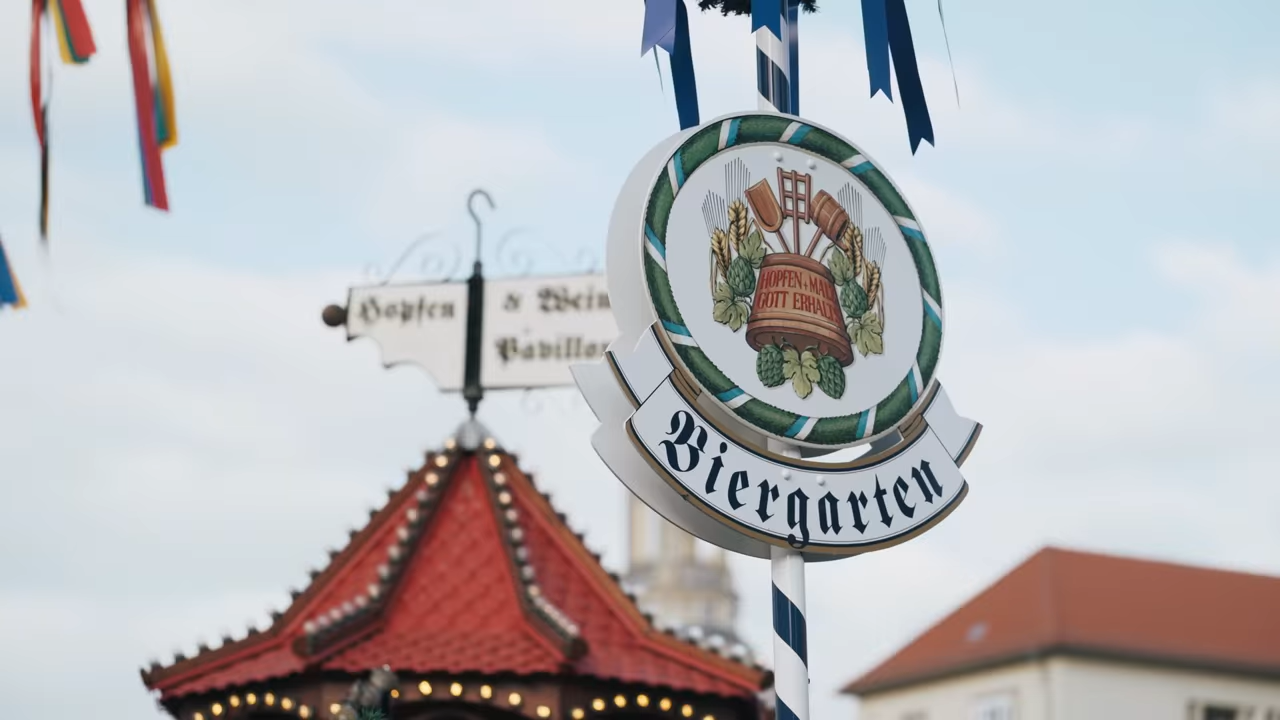 Hopfen & Wein
Pavillon
HOPFEN + MALZ
GOTT ERHALTS
Biergarten